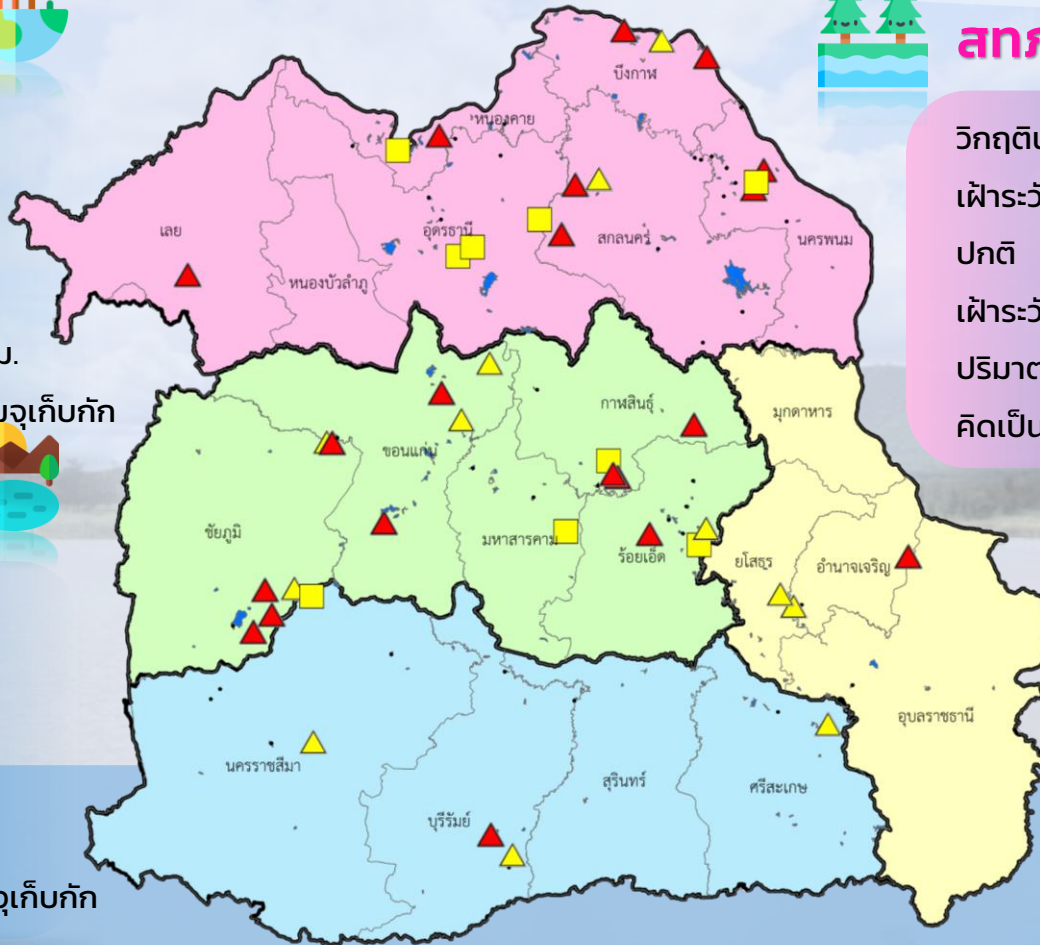 สทภ
วิกฤติ
เฝ้าระวั
ปกติ
เฝ้าระวั
ปริมาต
คิดเป็น
ม.
จุเก็บกัก
จุเก็บกัก
บึงกาฬ
หนองคาย
เลย
อุดรธานี
สกลนคร
นครพนม
หนองบัวลำภู
กาฬสินธุ์
มุกดาหาร
ขอนแก่น
ชัยภูมิ
มหาสารคาม
ร้อยเอ็ด
ยโสธร
อำนาจเจริญ
อุบลราชธานี
นครราชสีมา
สุรินทร์
ศรีสะเกษ
บุรีรัมย์